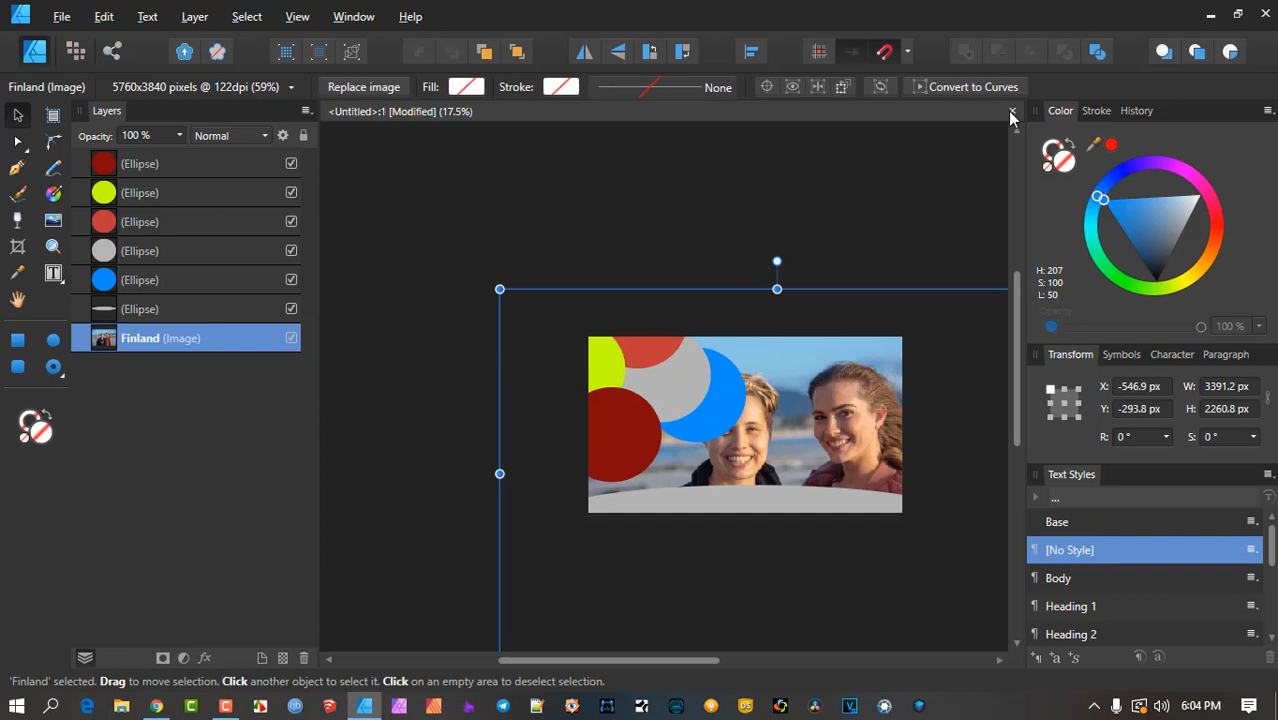 File Edit Text Layer Select View Window Help
Finland (Image) 5760x3840 pixels @ 122dpi (59%) Replace image Fill: Stroke: None Convert to Curves
Layers
<Untitled>:1 [Modified] (17.5%)
Color Stroke History
Opacity: 100 % Normal
(Ellipse)
(Ellipse)
(Ellipse)
(Ellipse)
(Ellipse)
(Ellipse)
Finland (Image)
H: 207
S: 100
L: 50
Opacity
100 %
Transform Symbols Character Paragraph
X: -546.9 px W: 3391.2 px
Y: -293.8 px H: 2260.8 px
R: 0 ° S: 0 °
Text Styles
...
Base
[No Style]
Body
Heading 1
Heading 2
'Finland' selected. Drag to move selection. Click another object to select it. Click on an empty area to deselect selection.
6:04 PM